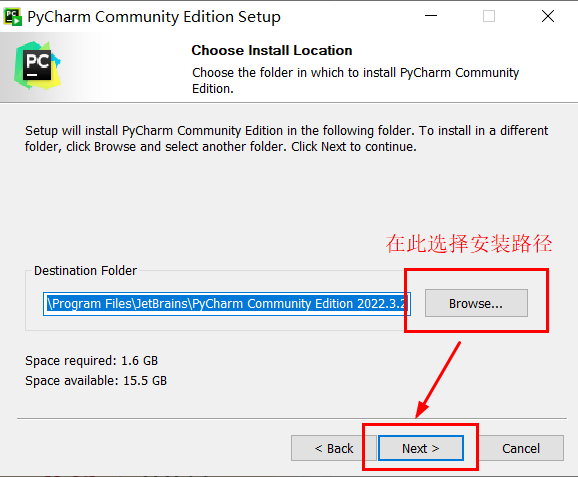 PyCharm Community Edition Setup
PC
Choose Install Location
Choose the folder in which to install PyCharm Community
Edition.
Setup will install PyCharm Community Edition in the following folder. To install in a different
folder, click Browse and select another folder. Click Next to continue.
在此选择安装路径
Destination Folder
\Program Files\JetBrains\PyCharm Community Edition 2022.3.2
Browse...
Space required: 1.6 GB
Space available: 15.5 GB
< Back
Next >
Cancel